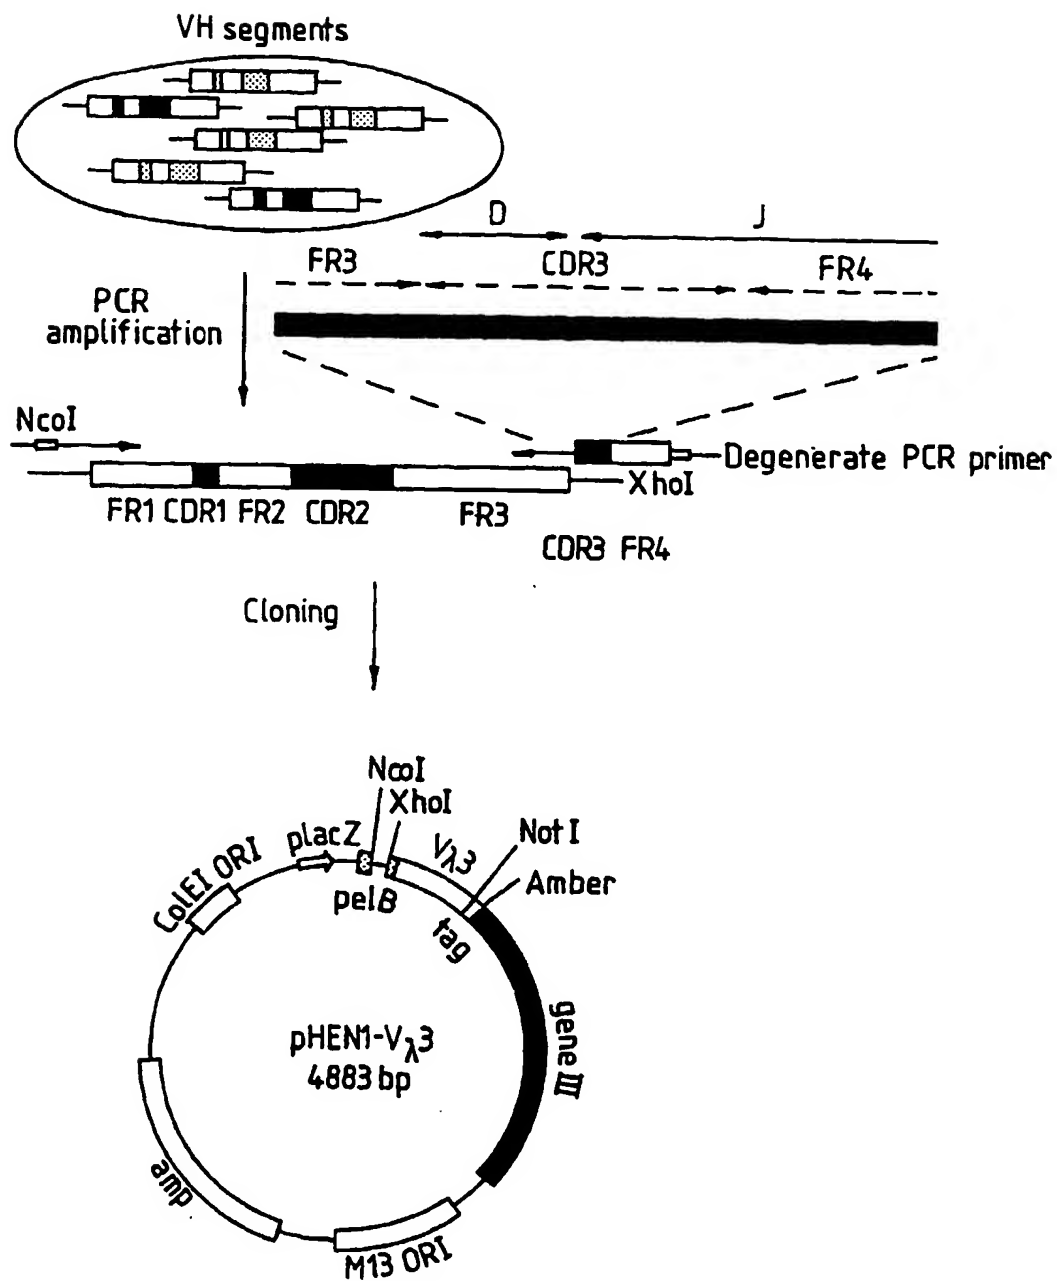 VH segments
D
J
FR3
CDR3
FR4
PCR
amplification
NcoI
Degenerate PCR primer
XhoI
FR1 CDR1 FR2 CDR2 FR3
CDR3 FR4
Cloning
NcoI
XhoI
NotI
Amber
ColEI ORI
placZ
pelB
Vλ3
tag
gene III
pHEN1-Vλ3
4883 bp
amp
M13 ORI